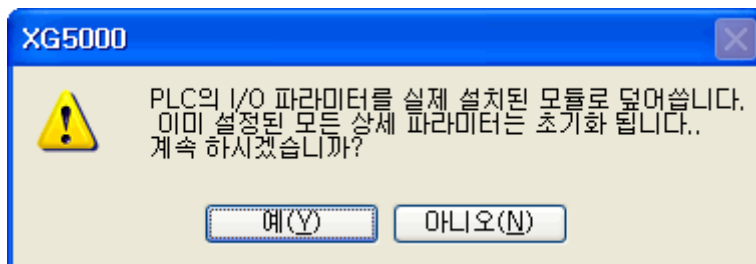 XG5000
PLC의 I/O 파라미터를 실제 설치된 모듈로 덮어씁니다.
이미 설정된 모든 상세 파라미터는 초기화 됩니다..
계속 하시겠습니까?
예(Y)
아니오(N)